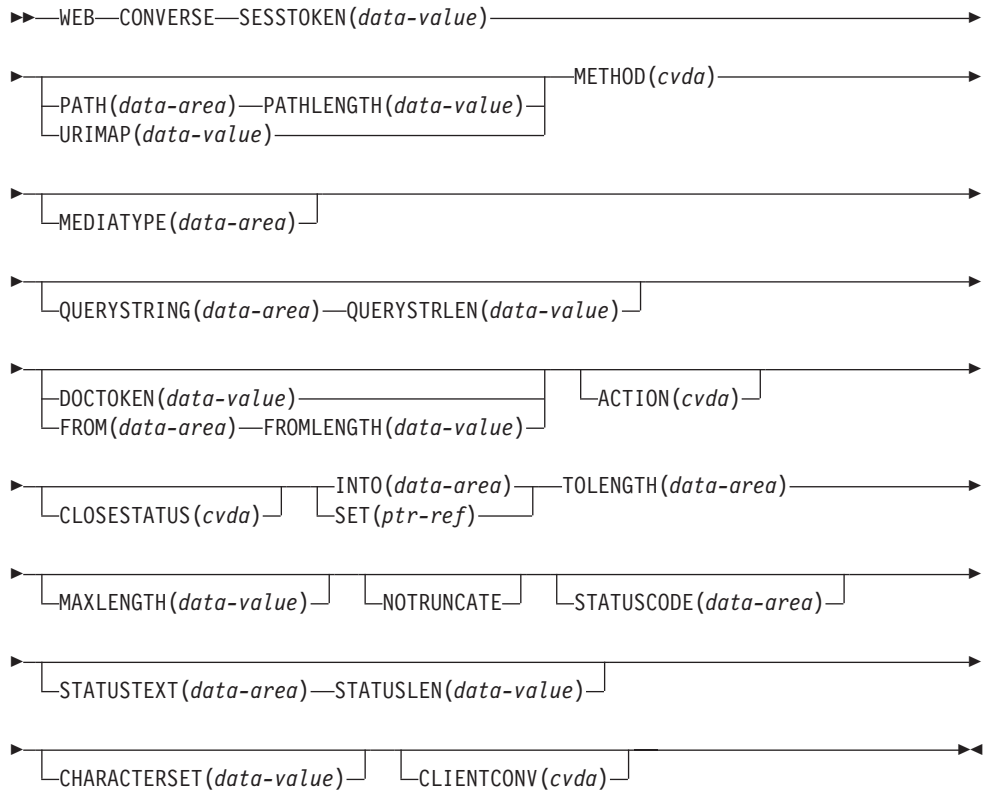 WEB CONVERSE SESSTOKEN(data-value)
METHOD(cvda)
PATH(data-area) PATHLENGTH(data-value)
URIMAP(data-value)
MEDIATYPE(data-area)
QUERYSTRING(data-area) QUERYSTRLEN(data-value)
DOCTOKEN(data-value) ACTION(cvda)
FROM(data-area) FROMLENGTH(data-value)
INTO(data-area) TOLENGTH(data-area)
CLOSESTATUS(cvda) SET(ptr-ref)
MAXLENGTH(data-value) NOTRUNCATE STATUSCODE(data-area)
STATUSTEXT(data-area) STATUSLEN(data-value)
CHARACTERSET(data-value) CLIENTCONV(cvda)